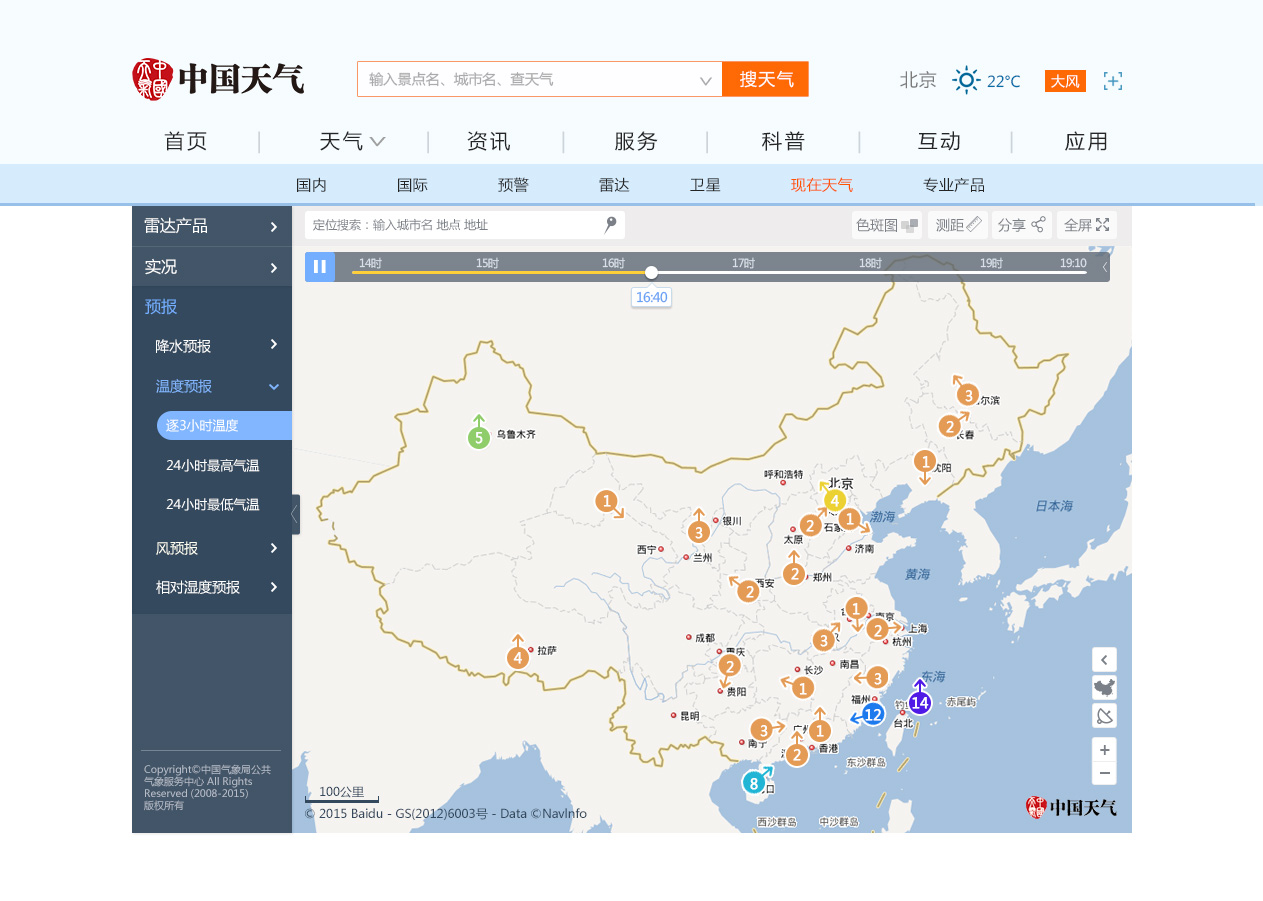 中国天气
输入景点名、城市名、查天气
搜天气
北京
22℃
大风
首页
天气
资讯
服务
科普
互动
应用
国内
国际
预警
雷达
卫星
现在天气
专业产品
雷达产品
实况
预报
降水预报
温度预报
逐3小时温度
24小时最高气温
24小时最低气温
风预报
相对湿度预报
Copyright©中国气象局公共
气象服务中心 All Rights
Reserved (2008-2015)
版权所有
定位搜索：输入城市名 地点 地址
色斑图
测距
分享
全屏
14时
15时
16时
17时
18时
19时
19:10
16:40
3
尔滨
2
长春
1
沈阳
5
乌鲁木齐
呼和浩特
北京
4
1
日本海
渤海
3
银川
2
石家
1
太原
济南
西宁
兰州
黄海
2
郑州
2
西安
1
南京
2
上海
3
杭州
成都
4
拉萨
重庆
2
长沙
南昌
3
东海
1
贵阳
福州
14
赤尾屿
钓
12
昆明
台北
3
广州
1
南宁
2
香港
东沙群岛
8
口
西沙群岛
中沙群岛
100公里
© 2015 Baidu - GS(2012)6003号 - Data ©NavInfo
中国天气